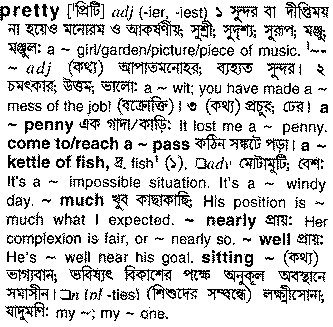 pretty ['প্রিটি] adj (-ier, -iest) ১ সুন্দর বা দীপ্তিময়
না হয়েও মনোরম ও আকর্ষণীয়; সুশ্রী; সুদৃশ্য; সুরূপ, মঞ্জু,
মঞ্জুল: a ~ girl/garden/picture/piece of music.
~ adj (কথ্য) আপাতমনোহর; ব্যহৃত সুন্দর। ২
চমৎকার; উত্তম; ভালো: a ~ wit; you have made a ~
mess of the job! (বক্রোক্তি)। ৩ (কথ্য) প্রচুর; ঢের। a
~ penny এক গাদা/কাড়ি: It lost me a ~ penny.
come to/reach a ~ pass কঠিন সঙ্কটে পড়া। a ~
kettle of fish, দ্র. fish¹ (১), □adv মোটামুটি; বেশ:
It's a ~ impossible situation. It's a ~ windy
day. ~ much খুব কাছাকাছি; His position is ~
much what I expected. ~ nearly প্রায়: Her
complexion is fair, or ~ nearly so. ~ well প্রায়:
He's ~ well near his goal. sitting ~ (কথ্য)
ভাগ্যবান; ভবিষ্যৎ বিকাশের পক্ষে অনুকূল অবস্থানে
সমাসীন। □n (pl -ties) (শিশুদের সম্বন্ধে) লক্ষ্মীসোনা,
যাদুমণি: my ~; my ~ one.